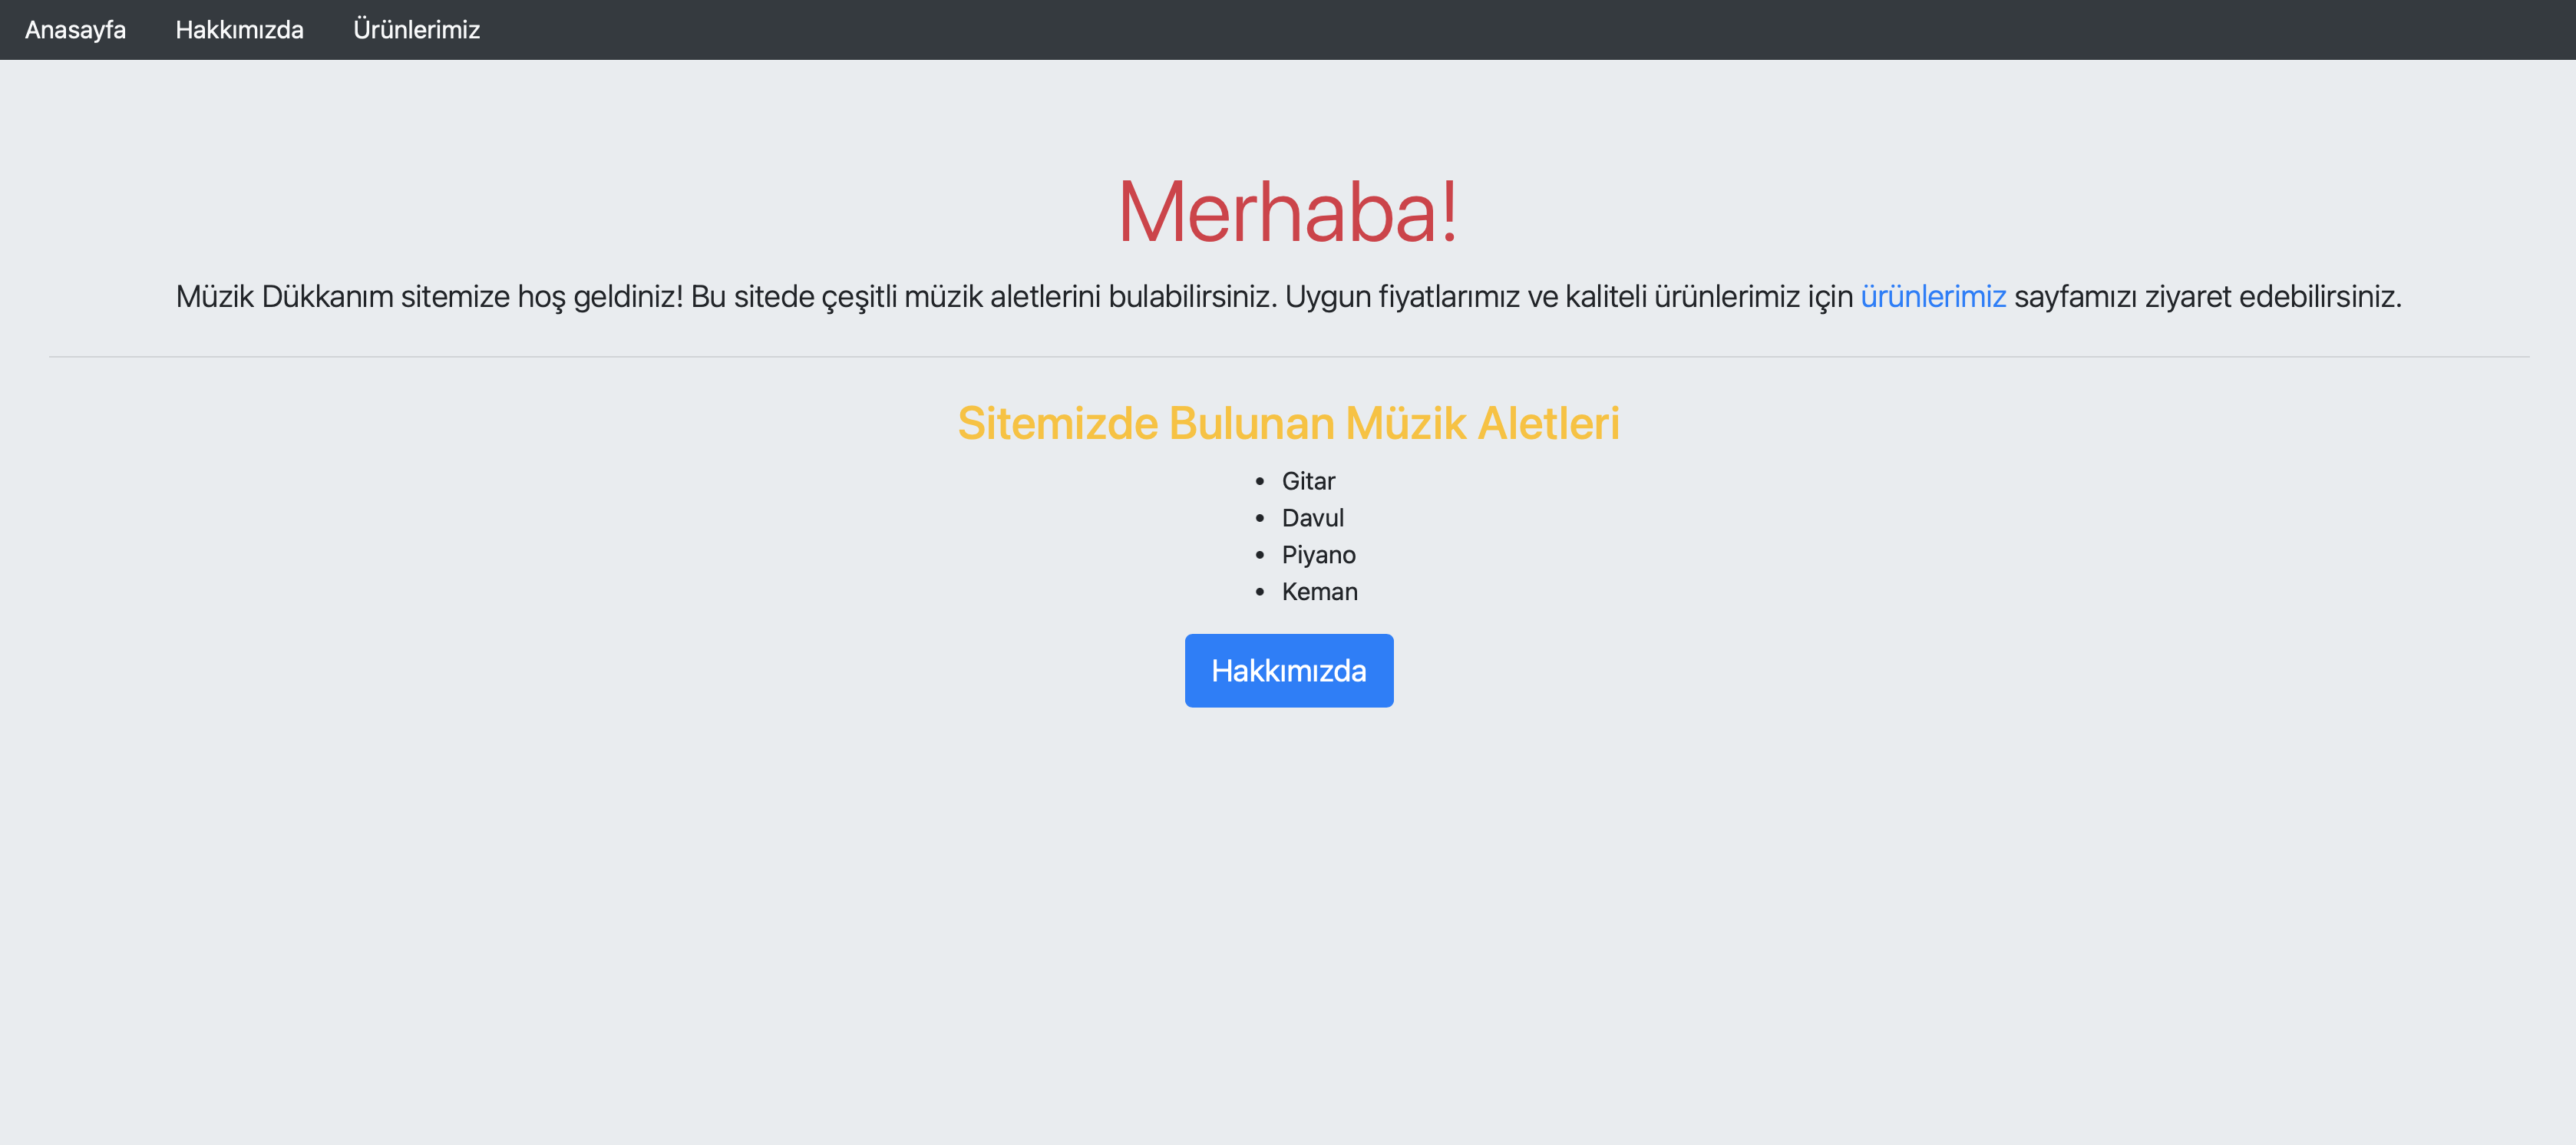 Anasayfa Hakkımızda Ürünlerimiz
Merhaba!
Müzik Dükkanım sitemize hoş geldiniz! Bu sitede çeşitli müzik aletlerini bulabilirsiniz. Uygun fiyatlarımız ve kaliteli ürünlerimiz için ürünlerimiz sayfamızı ziyaret edebilirsiniz.
Sitemizde Bulunan Müzik Aletleri
• Gitar
• Davul
• Piyano
• Keman
Hakkımızda